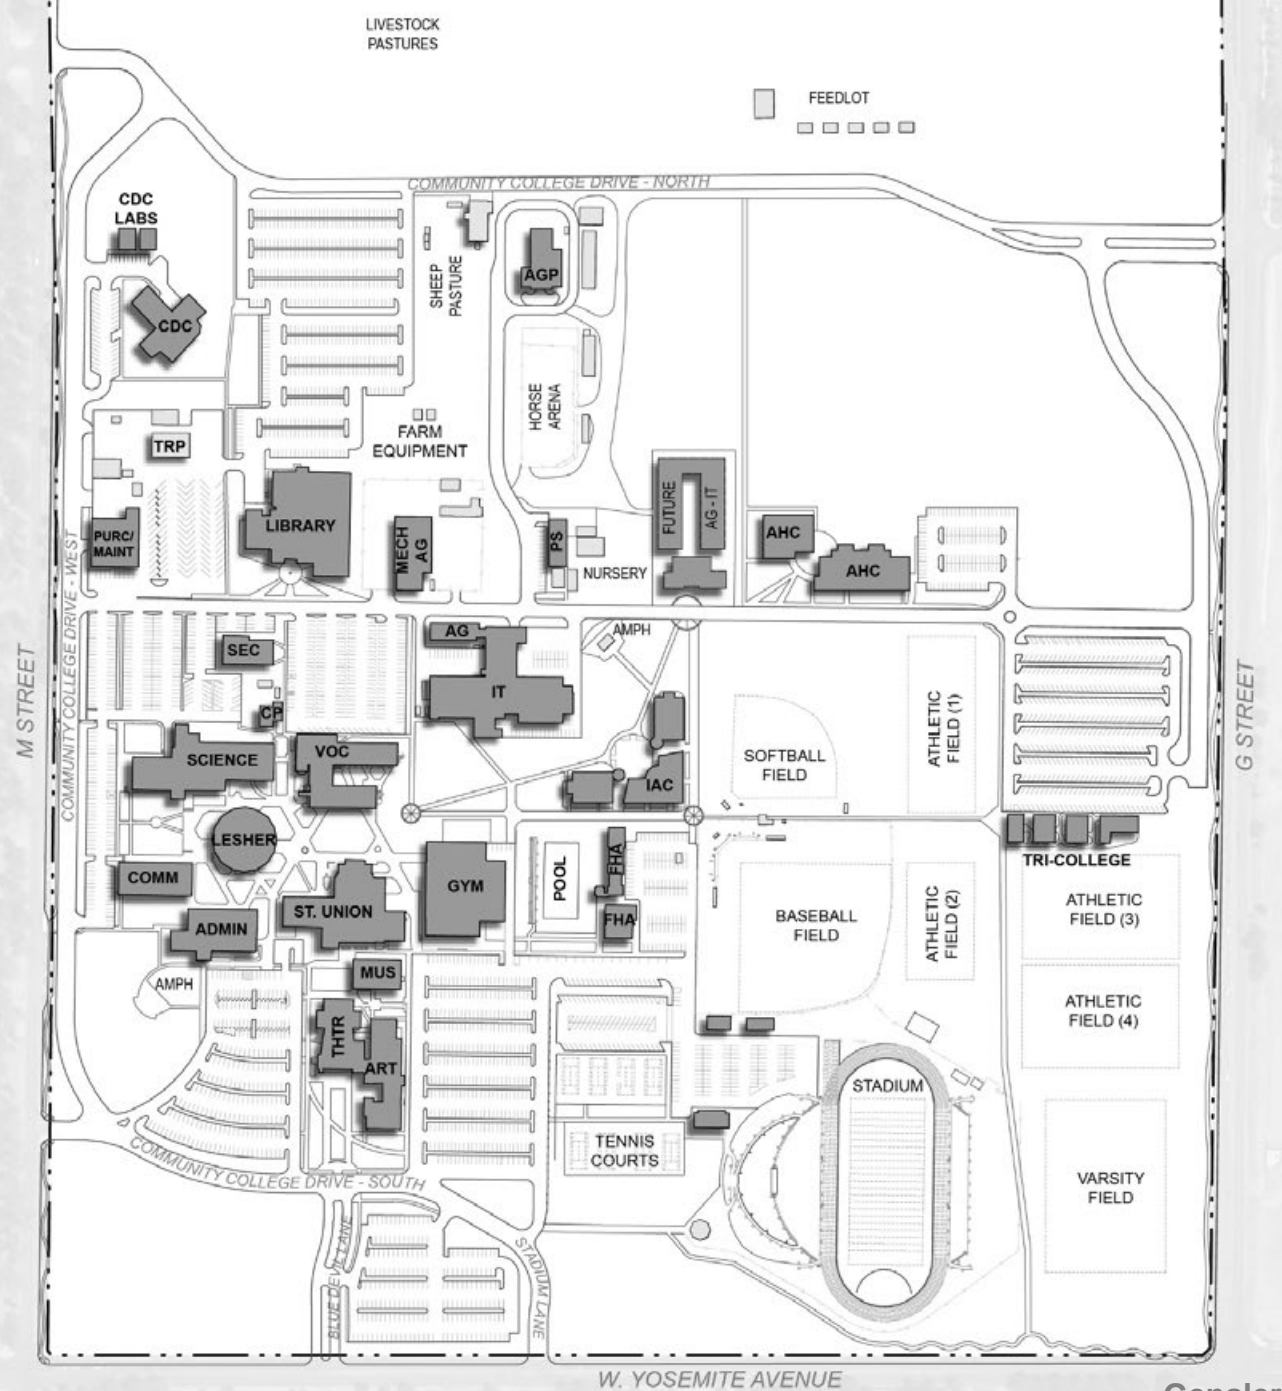 LIVESTOCK
PASTURES
FEEDLOT
COMMUNITY COLLEGE DRIVE - NORTH
CDC
LABS
SHEEP
PASTURE
AGP
CDC
HORSE
ARENA
FARM
EQUIPMENT
TRP
LIBRARY
PURC/
MAINT
MECH
AG
PS
NURSERY
FUTURE
AG - IT
AHC
AHC
COMMUNITY COLLEGE DRIVE - WEST
M STREET
G STREET
SEC
AG
AMPH
IT
CP
SCIENCE
VOC
IAC
SOFTBALL
FIELD
ATHLETIC
FIELD (1)
LESHER
COMM
ST. UNION
GYM
POOL
FHA
FHA
ADMIN
BASEBALL
FIELD
ATHLETIC
FIELD (2)
TRI-COLLEGE
ATHLETIC
FIELD (3)
AMPH
MUS
THTR
ART
ATHLETIC
FIELD (4)
STADIUM
TENNIS
COURTS
VARSITY
FIELD
COMMUNITY COLLEGE DRIVE - SOUTH
BLUE DEVIL LANE
STADIUM LANE
W. YOSEMITE AVENUE